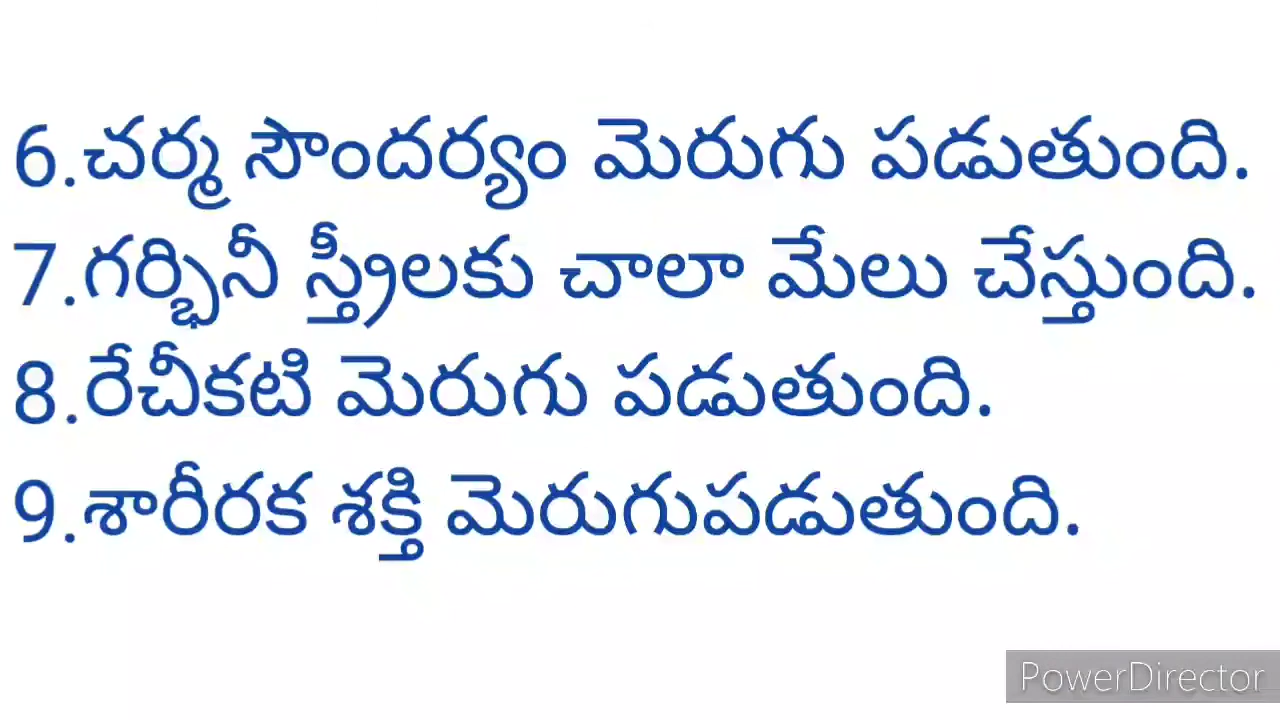 6.చర్మ సౌందర్యం మెరుగు పడుతుంది.
7.గర్భినీ స్త్రీలకు చాలా మేలు చేస్తుంది.
8.రేచీకటి మెరుగు పడుతుంది.
9.శారీరక శక్తి మెరుగుపడుతుంది.
PowerDirector